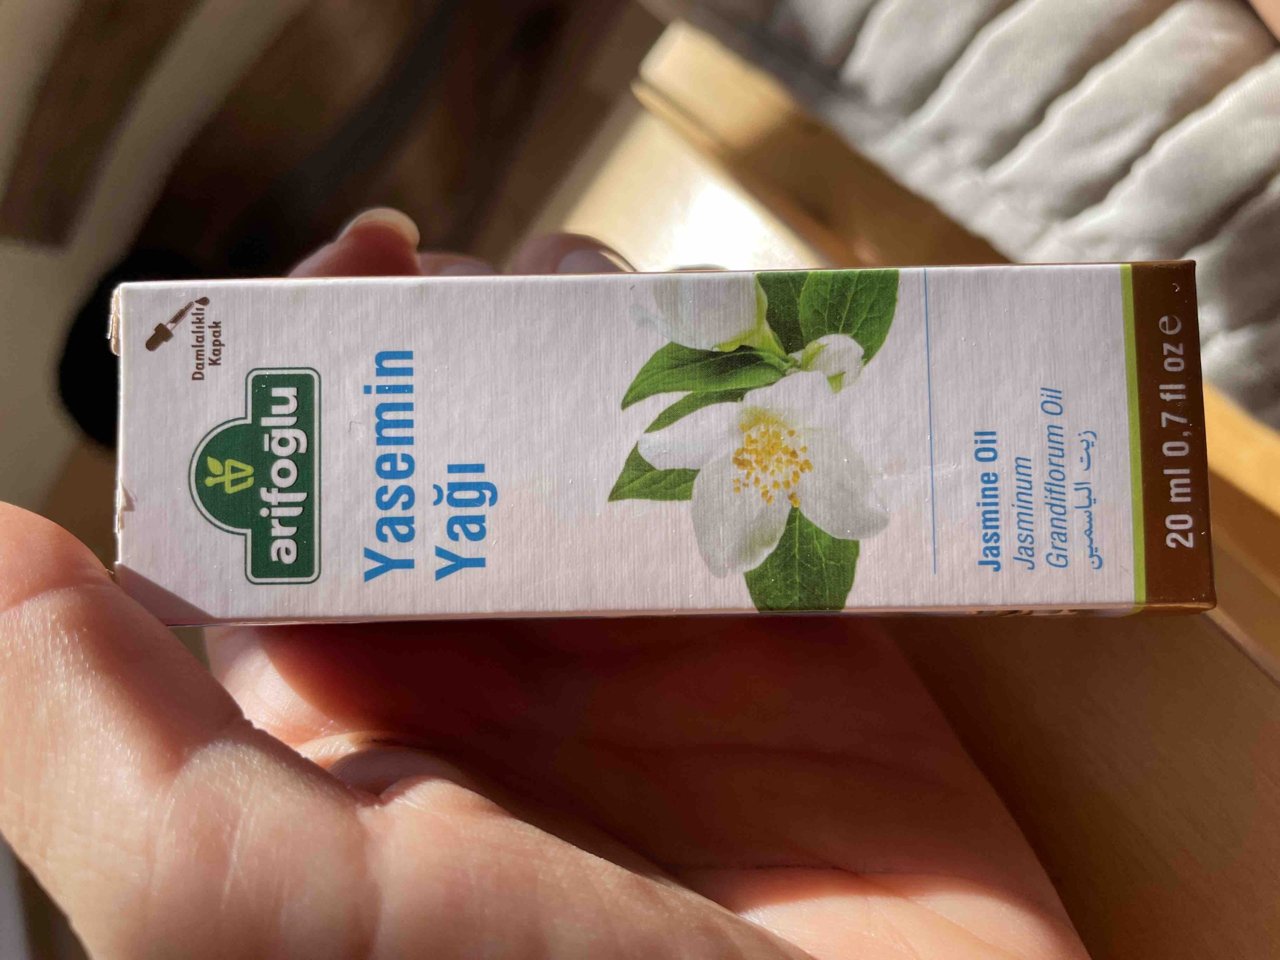 Damlalıklı
Kapak
arifoğlu
Yasemin
Yağı
Jasmine Oil
Jasminum
Grandiflorum Oil
زيت الياسمين
20 ml 0,7 fl oz ℮